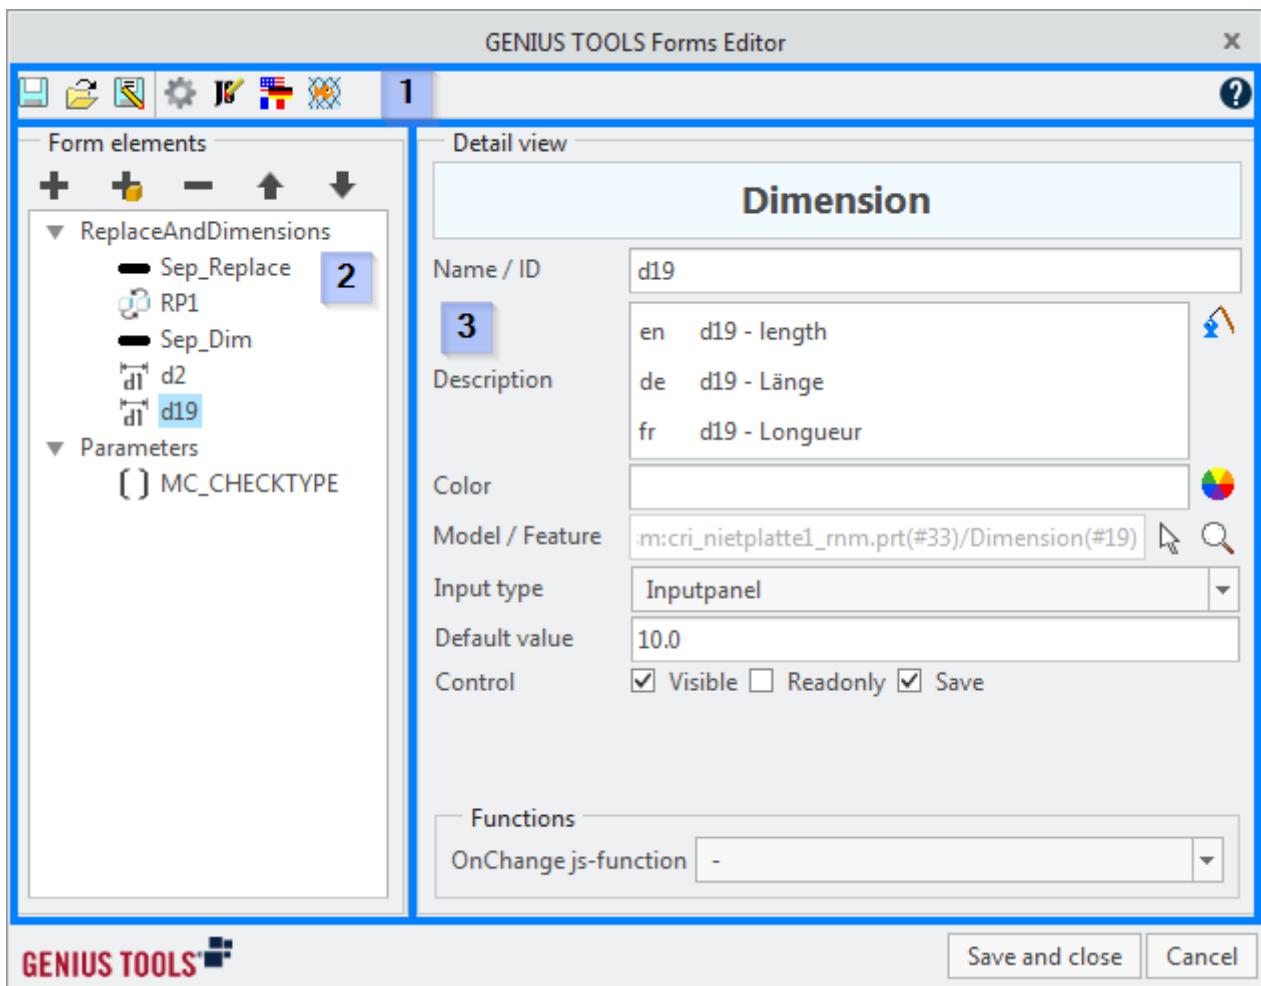 GENIUS TOOLS Forms Editor
x
JS
1
?
Form elements
Detail view
Dimension
ReplaceAndDimensions
Sep_Replace
2
RP1
Sep_Dim
d1 d2
d1 d19
Parameters
[ ] MC_CHECKTYPE
Name / ID
d19
3
Description
en d19 - length
de d19 - Länge
fr d19 - Longueur
Color
Model / Feature
:m:cri_nietplatte1_rnm.prt(#33)/Dimension(#19)
Input type
Inputpanel
Default value
10.0
Control
Visible
Readonly
Save
Functions
OnChange js-function
-
GENIUS TOOLS
Save and close
Cancel